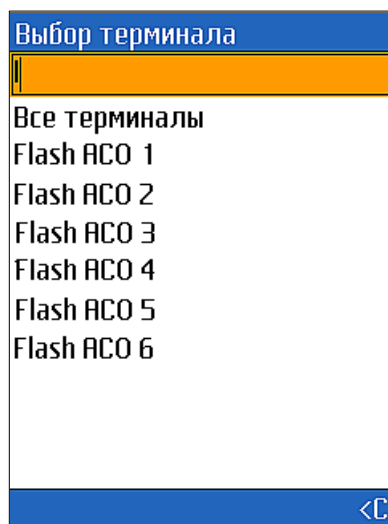 Выбор терминала
Все терминалы
Flash ACO 1
Flash ACO 2
Flash ACO 3
Flash ACO 4
Flash ACO 5
Flash ACO 6
<C